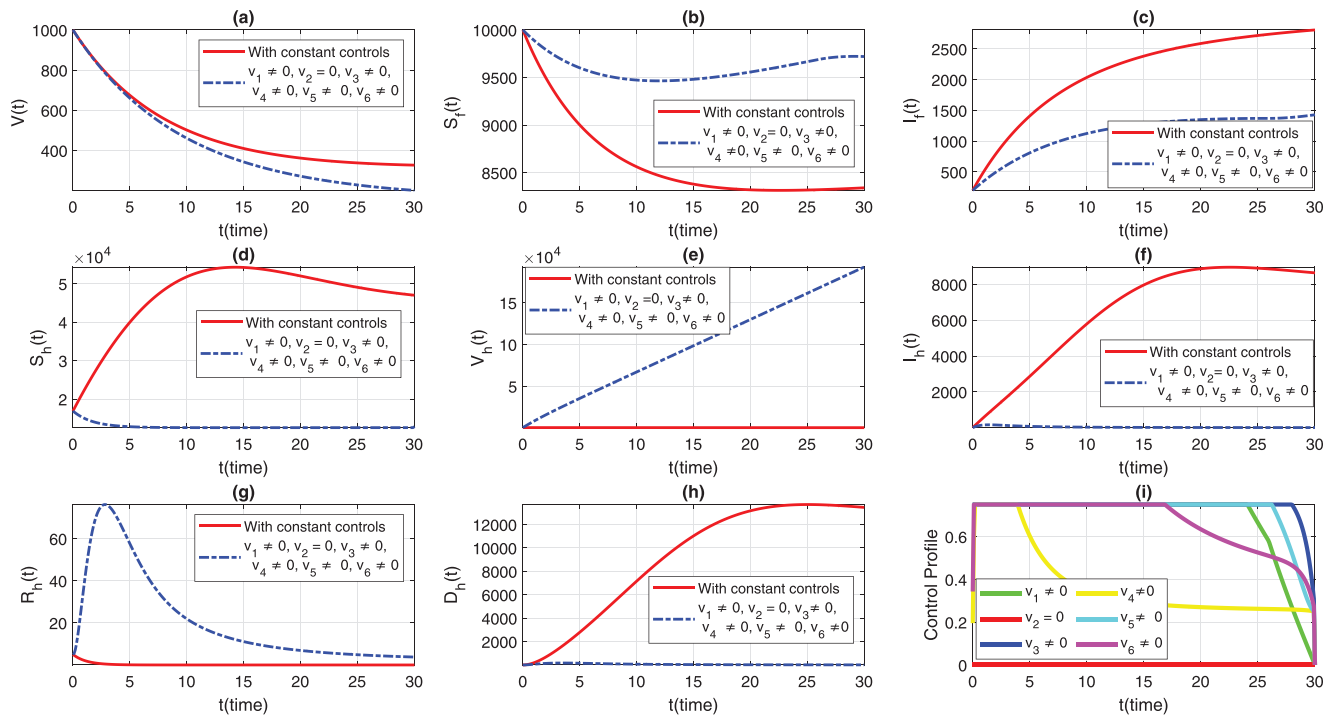 (a)
1000
800
600
400
V(t)
With constant controls
v1 ≠ 0, v2 = 0, v3 ≠ 0,
v4 ≠ 0, v5 ≠ 0, v6 ≠ 0
0 5 10 15 20 25 30
t(time)
(b)
10000
9500
9000
8500
Sf(t)
With constant controls
v1 ≠ 0, v2= 0, v3 ≠0,
v4 ≠0, v5 ≠ 0, v6 ≠ 0
0 5 10 15 20 25 30
t(time)
(c)
2500
2000
1500
1000
500
If(t)
With constant controls
v1 ≠ 0, v2 = 0, v3 ≠ 0,
v4 ≠ 0, v5 ≠ 0, v6 ≠ 0
0 5 10 15 20 25 30
t(time)
(d)
×10^4
5
4
3
2
Sh(t)
With constant controls
v1 ≠ 0, v2 = 0, v3 ≠ 0,
v4 ≠ 0, v5 ≠ 0, v6 ≠ 0
0 5 10 15 20 25 30
t(time)
(e)
×10^4
15
10
5
Vh(t)
With constant controls
v1 ≠ 0, v2 =0, v3≠ 0,
v4 ≠ 0, v5 ≠ 0, v6 ≠ 0
0 5 10 15 20 25 30
t(time)
(f)
8000
6000
4000
2000
Ih(t)
With constant controls
v1 ≠ 0, v2= 0, v3 ≠ 0,
v4 ≠ 0, v5 ≠ 0, v6 ≠ 0
0 5 10 15 20 25 30
t(time)
(g)
60
40
20
Rh(t)
With constant controls
v1 ≠ 0, v2 = 0, v3 ≠ 0,
v4 ≠ 0, v5 ≠ 0, v6 ≠ 0
0 5 10 15 20 25 30
t(time)
(h)
12000
10000
8000
6000
4000
2000
Dh(t)
With constant controls
v1 ≠ 0, v2 = 0, v3≠ 0,
v4 ≠ 0, v5 ≠ 0, v6 ≠0
0 5 10 15 20 25 30
t(time)
(i)
0.6
0.4
0.2
0
Control Profile
v1 ≠ 0 v4≠0
v2 = 0 v5≠ 0
v3 ≠ 0 v6 ≠ 0
0 5 10 15 20 25 30
t(time)